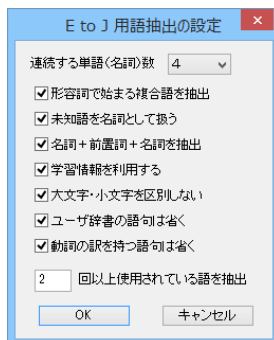 E to J 用語抽出の設定
連続する単語(名詞)数 4
形容詞で始まる複合語を抽出
未知語を名詞として扱う
名詞+前置詞+名詞を抽出
学習情報を利用する
大文字・小文字を区別しない
ユーザ辞書の語句は省く
動詞の訳を持つ語句は省く
2 回以上使用されている語を抽出
OK キャンセル